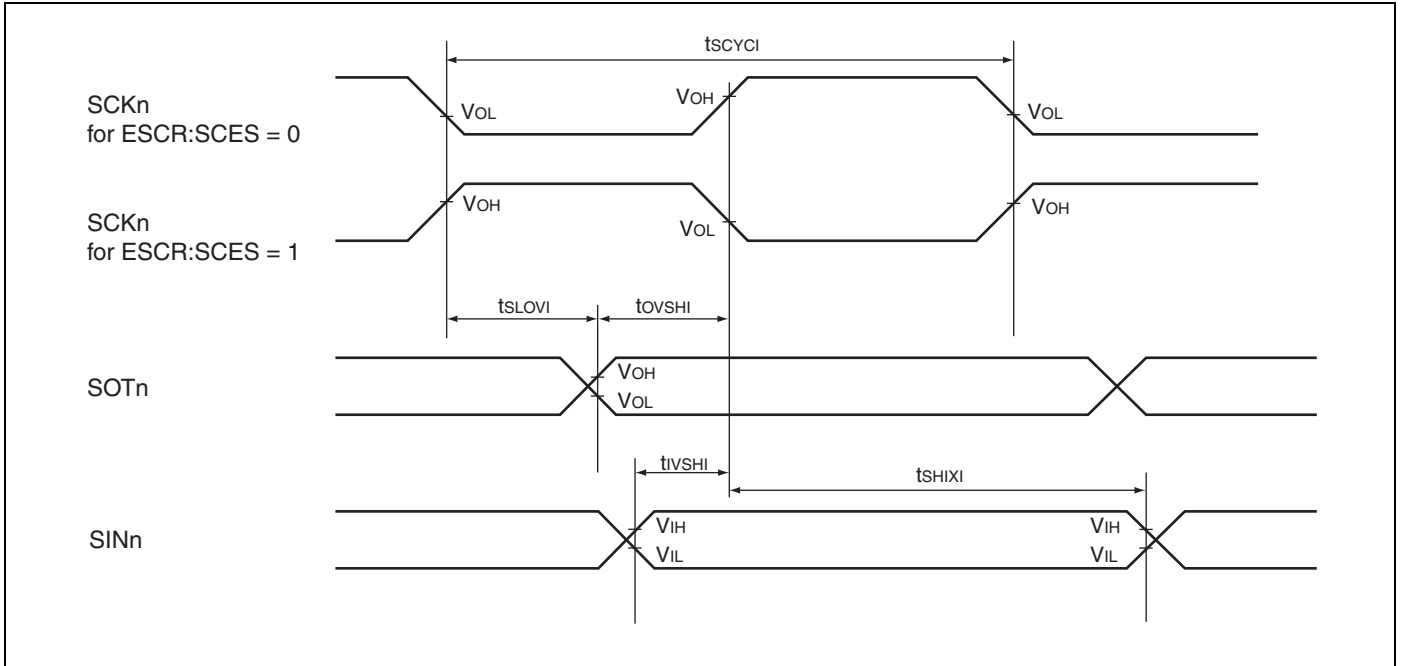 tSCYCI
SCKn
for ESCR:SCES = 0
VOL
VOH
VOL
SCKn
for ESCR:SCES = 1
VOH
VOL
VOH
tSLOVI
tOVSHI
SOTn
VOH
VOL
tIVSHI
tSHIXI
SINn
VIH
VIL
VIH
VIL